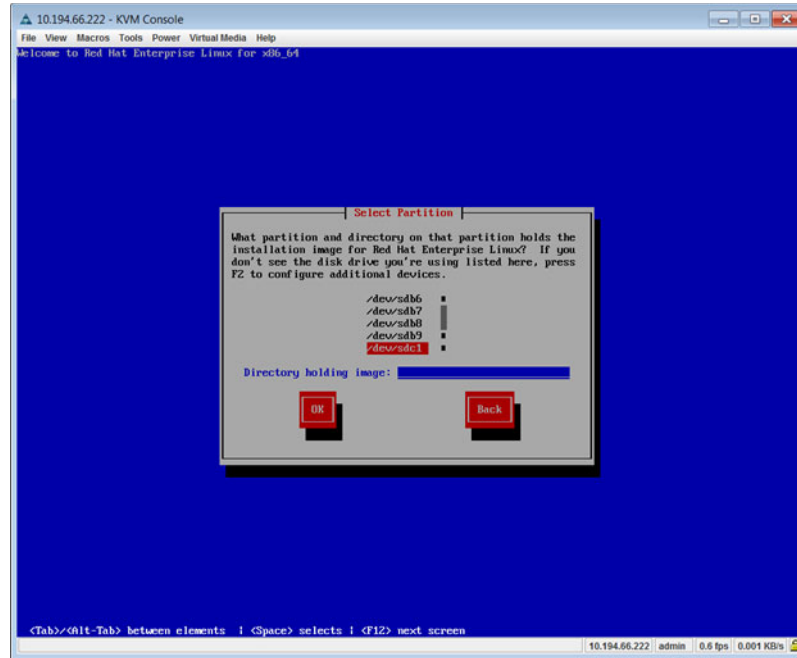 10.194.66.222 - KVM Console
File View Macros Tools Power Virtual Media Help
Welcome to Red Hat Enterprise Linux for x86_64
Select Partition
What partition and directory on that partition holds the
installation image for Red Hat Enterprise Linux? If you
don't see the disk drive you're using listed here, press
F2 to configure additional devices.
/dev/sdb6
/dev/sdb7
/dev/sdb8
/dev/sdb9
/dev/sdc1
Directory holding image:
OK Back
<Tab>/<Alt-Tab> between elements | <Space> selects | <F12> next screen
10.194.66.222 admin 0.6 fps 0.001 KB/s